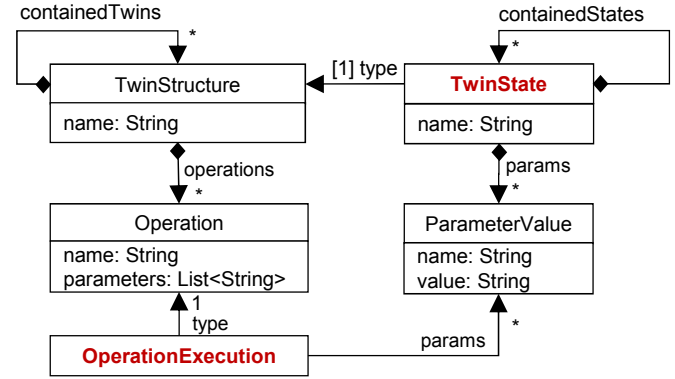 containedTwins
containedStates
*
*
TwinStructure
[1] type
TwinState
name: String
name: String
operations
params
*
*
Operation
ParameterValue
name: String
name: String
parameters: List<String>
value: String
1
*
type
params
OperationExecution